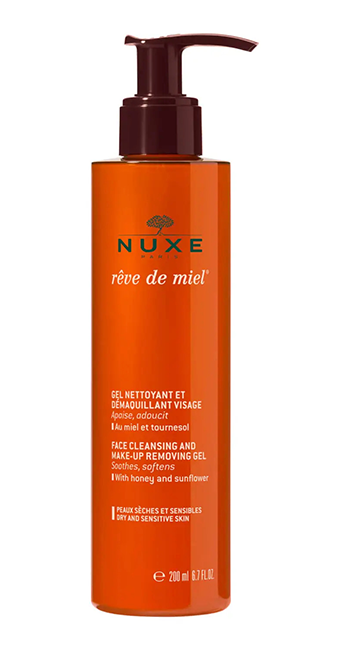 NUXE
PARIS
rêve de miel®
GEL NETTOYANT ET
DÉMAQUILLANT VISAGE
Apaise, adoucit
Au miel et tournesol
FACE CLEANSING AND
MAKE-UP REMOVING GEL
Soothes, softens
With honey and sunflower
PEAUX SÈCHES ET SENSIBLES
DRY AND SENSITIVE SKIN
℮ 200 ml 6.7 FL.OZ.